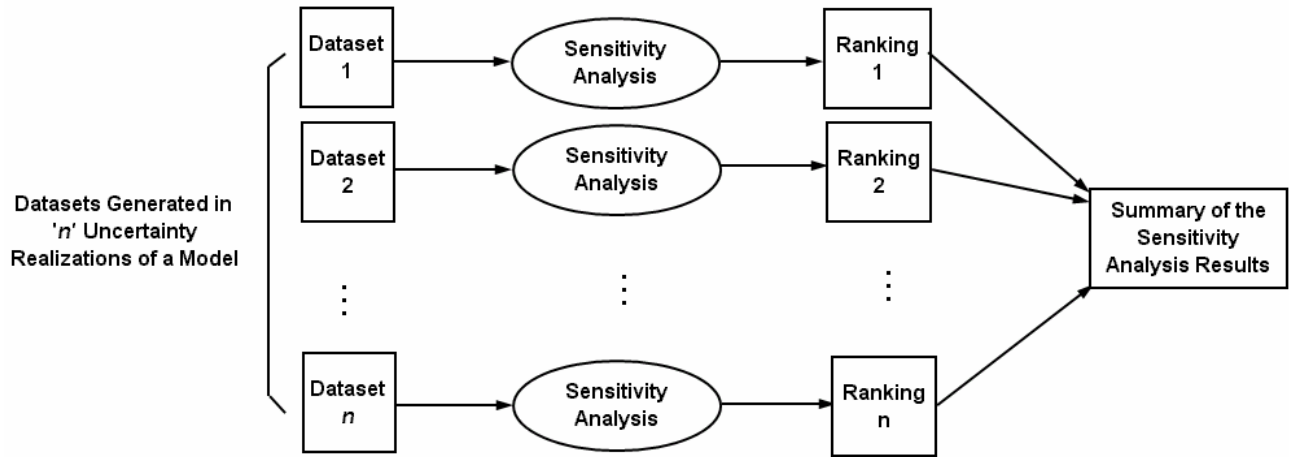 Datasets Generated in
'n' Uncertainty
Realizations of a Model
Dataset
1
Sensitivity
Analysis
Ranking
1
Dataset
2
Sensitivity
Analysis
Ranking
2
Dataset
n
Sensitivity
Analysis
Ranking
n
Summary of the
Sensitivity
Analysis Results